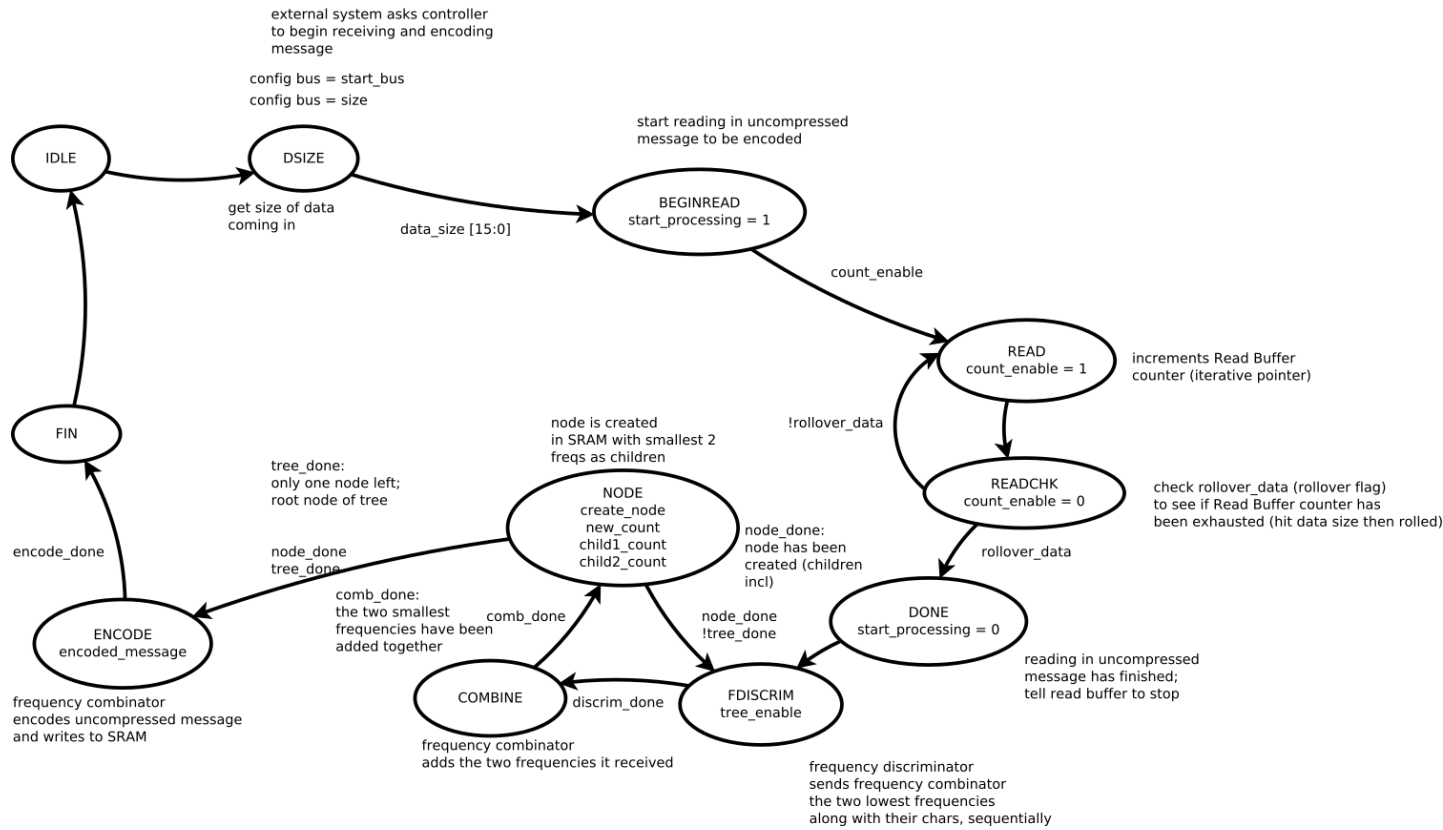 external system asks controller
to begin receiving and encoding
message
config bus = start_bus
config bus = size
IDLE
DSIZE
get size of data
coming in
data_size [15:0]
start reading in uncompressed
message to be encoded
BEGINREAD
start_processing = 1
count_enable
READ
count_enable = 1
increments Read Buffer
counter (iterative pointer)
!rollover_data
READCHK
count_enable = 0
check rollover_data (rollover flag)
to see if Read Buffer counter has
been exhausted (hit data size then rolled)
rollover_data
DONE
start_processing = 0
reading in uncompressed
message has finished;
tell read buffer to stop
FDISCRIM
tree_enable
frequency discriminator
sends frequency combinator
the two lowest frequencies
along with their chars, sequentially
discrim_done
COMBINE
frequency combinator
adds the two frequencies it received
comb_done
comb_done:
the two smallest
frequencies have been
added together
node is created
in SRAM with smallest 2
freqs as children
NODE
create_node
new_count
child1_count
child2_count
node_done:
node has been
created (children
incl)
node_done
!tree_done
tree_done:
only one node left;
root node of tree
node_done
tree_done
ENCODE
encoded_message
frequency combinator
encodes uncompressed message
and writes to SRAM
encode_done
FIN